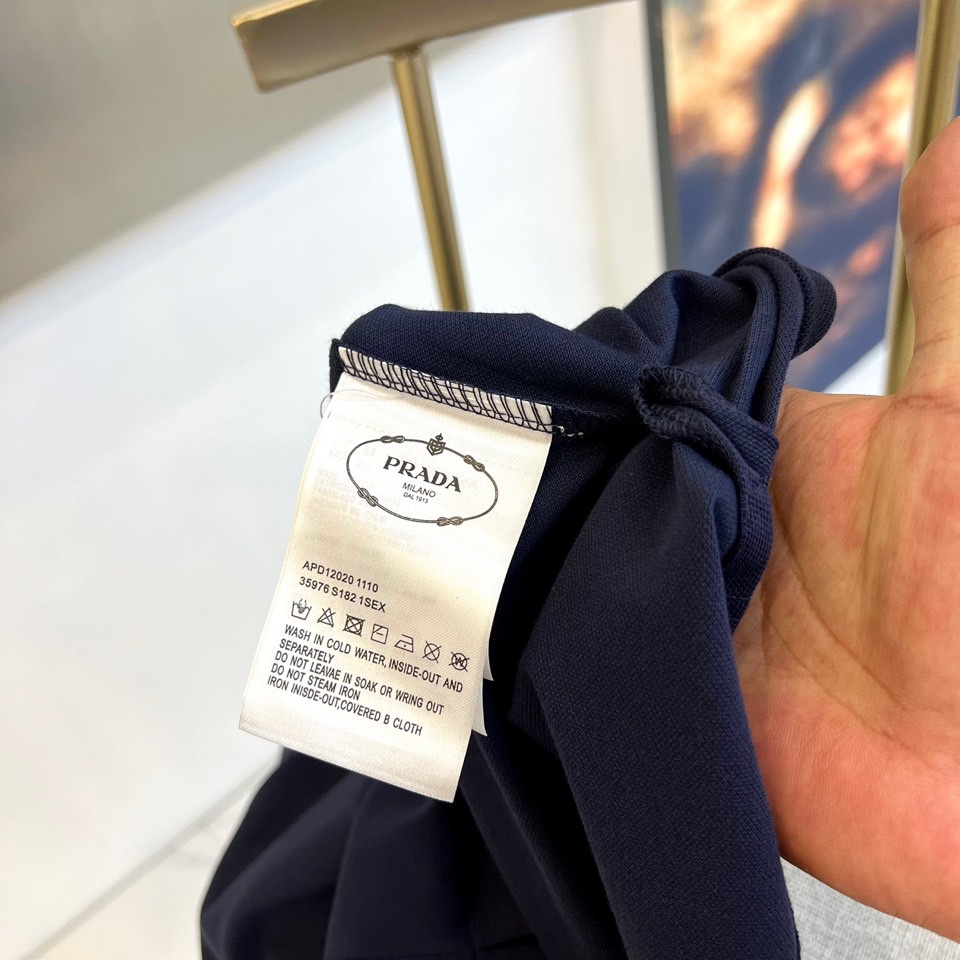 PRADA
MILANO
DAL 1913
APD12020 1110
35976 S182 1SEX
WASH IN COLD WATER, INSIDE-OUT AND
SEPARATELY
DO NOT LEAVAE IN SOAK OR WRING OUT
DO NOT STEAM IRON
IRON INISDE-OUT,COVERED B CLOTH